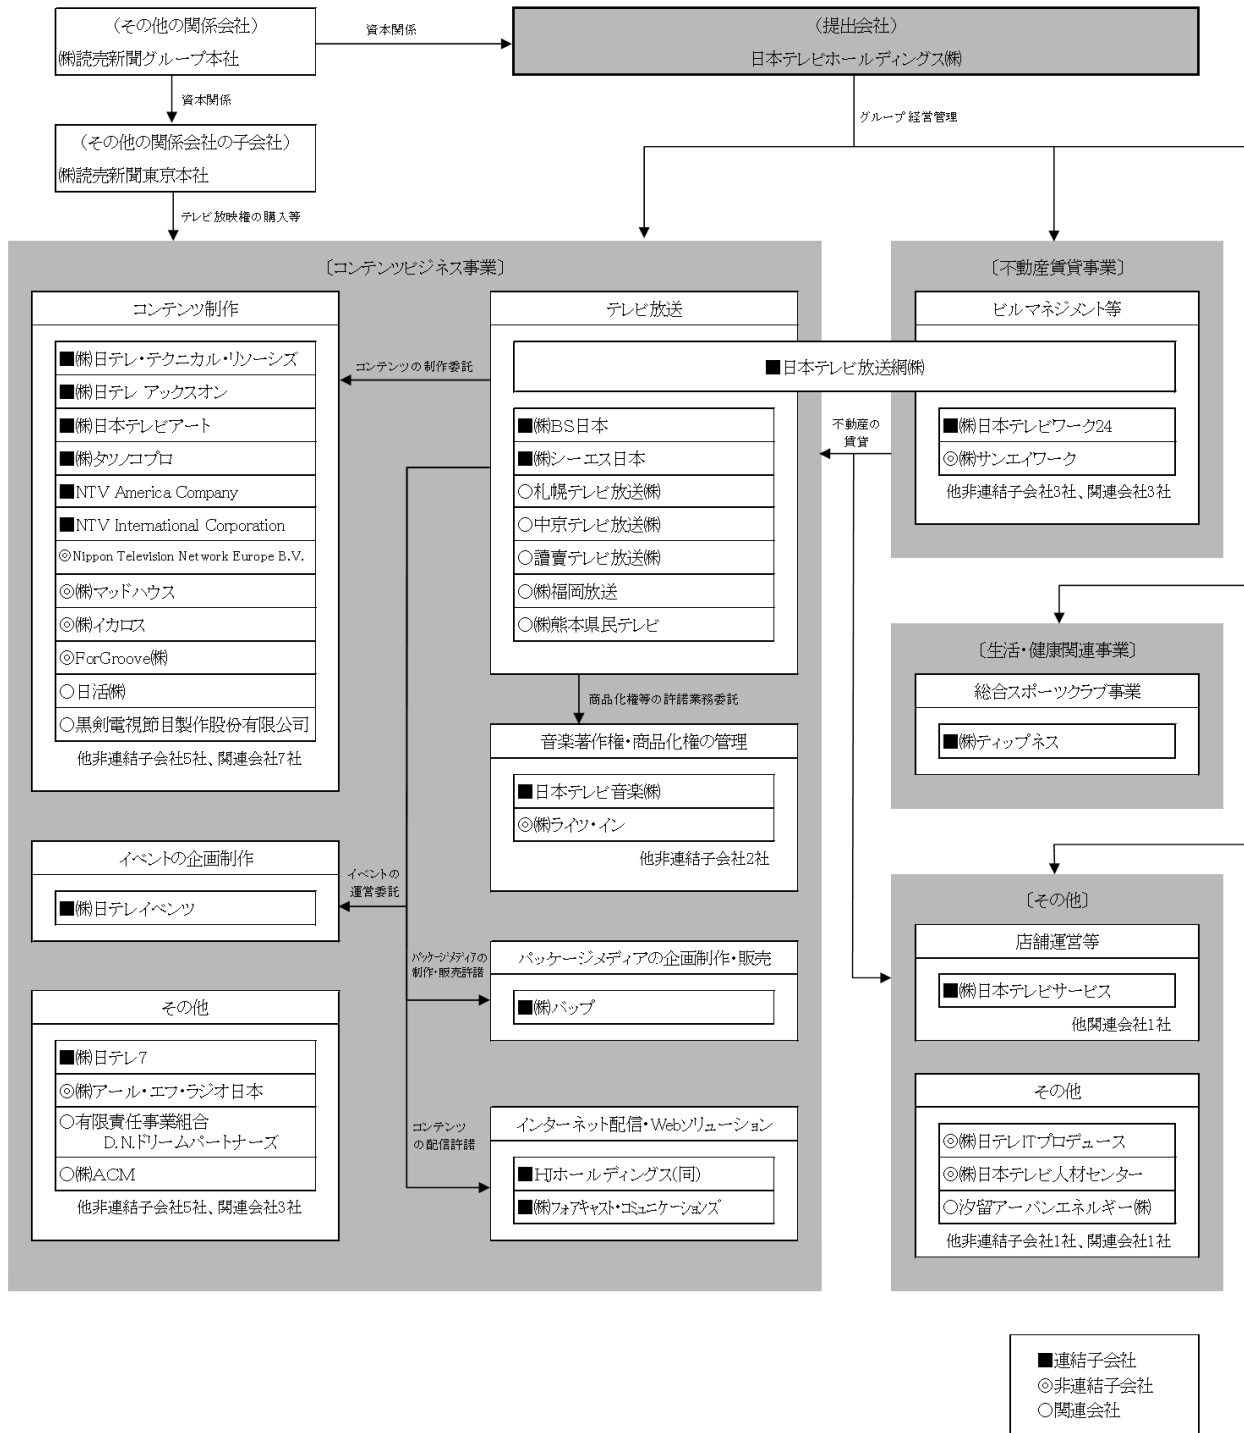 （その他の関係会社）
㈱読売新聞グループ本社
資本関係
（提出会社）
日本テレビホールディングス㈱
資本関係
グループ経営管理
（その他の関係会社の子会社）
㈱読売新聞東京本社
テレビ放映権の購入等
〔コンテンツビジネス事業〕
コンテンツ制作
■㈱日テレ・テクニカル・リソーシズ
■㈱日テレ アックスオン
■㈱日本テレビアート
■㈱タツノコプロ
■NTV America Company
■NTV International Corporation
◎Nippon Television Network Europe B.V.
◎㈱マッドハウス
◎㈱イカロス
◎ForGroove㈱
○日活㈱
○黒剣電視節目製作股份有限公司
他非連結子会社5社、関連会社7社
コンテンツの制作委託
テレビ放送
■日本テレビ放送網㈱
■㈱BS日本
■㈱シーエス日本
○札幌テレビ放送㈱
○中京テレビ放送㈱
○讀賣テレビ放送㈱
○㈱福岡放送
○㈱熊本県民テレビ
商品化権等の許諾業務委託
音楽著作権・商品化権の管理
■日本テレビ音楽㈱
◎㈱ライツ・イン
他非連結子会社2社
イベントの企画制作
■㈱日テレイベンツ
イベントの
運営委託
パッケージメディアの
制作・販売許諾
パッケージメディアの企画制作・販売
■㈱バップ
その他
■㈱日テレ7
◎㈱アール・エフ・ラジオ日本
○有限責任事業組合
D.N.ドリームパートナーズ
○㈱ACM
他非連結子会社5社、関連会社3社
コンテンツ
の配信許諾
インターネット配信・Webソリューション
■HJホールディングス(同)
■㈱フォアキャスト・コミュニケーションズ
〔不動産賃貸事業〕
ビルマネジメント等
■㈱日本テレビワーク24
◎㈱サンエイワーク
他非連結子会社3社、関連会社3社
不動産の
賃貸
〔生活・健康関連事業〕
総合スポーツクラブ事業
■㈱ティップネス
〔その他〕
店舗運営等
■㈱日本テレビサービス
他関連会社1社
その他
◎㈱日テレITプロデュース
◎㈱日本テレビ人材センター
○汐留アーバンエネルギー㈱
他非連結子会社1社、関連会社1社
■連結子会社
◎非連結子会社
○関連会社